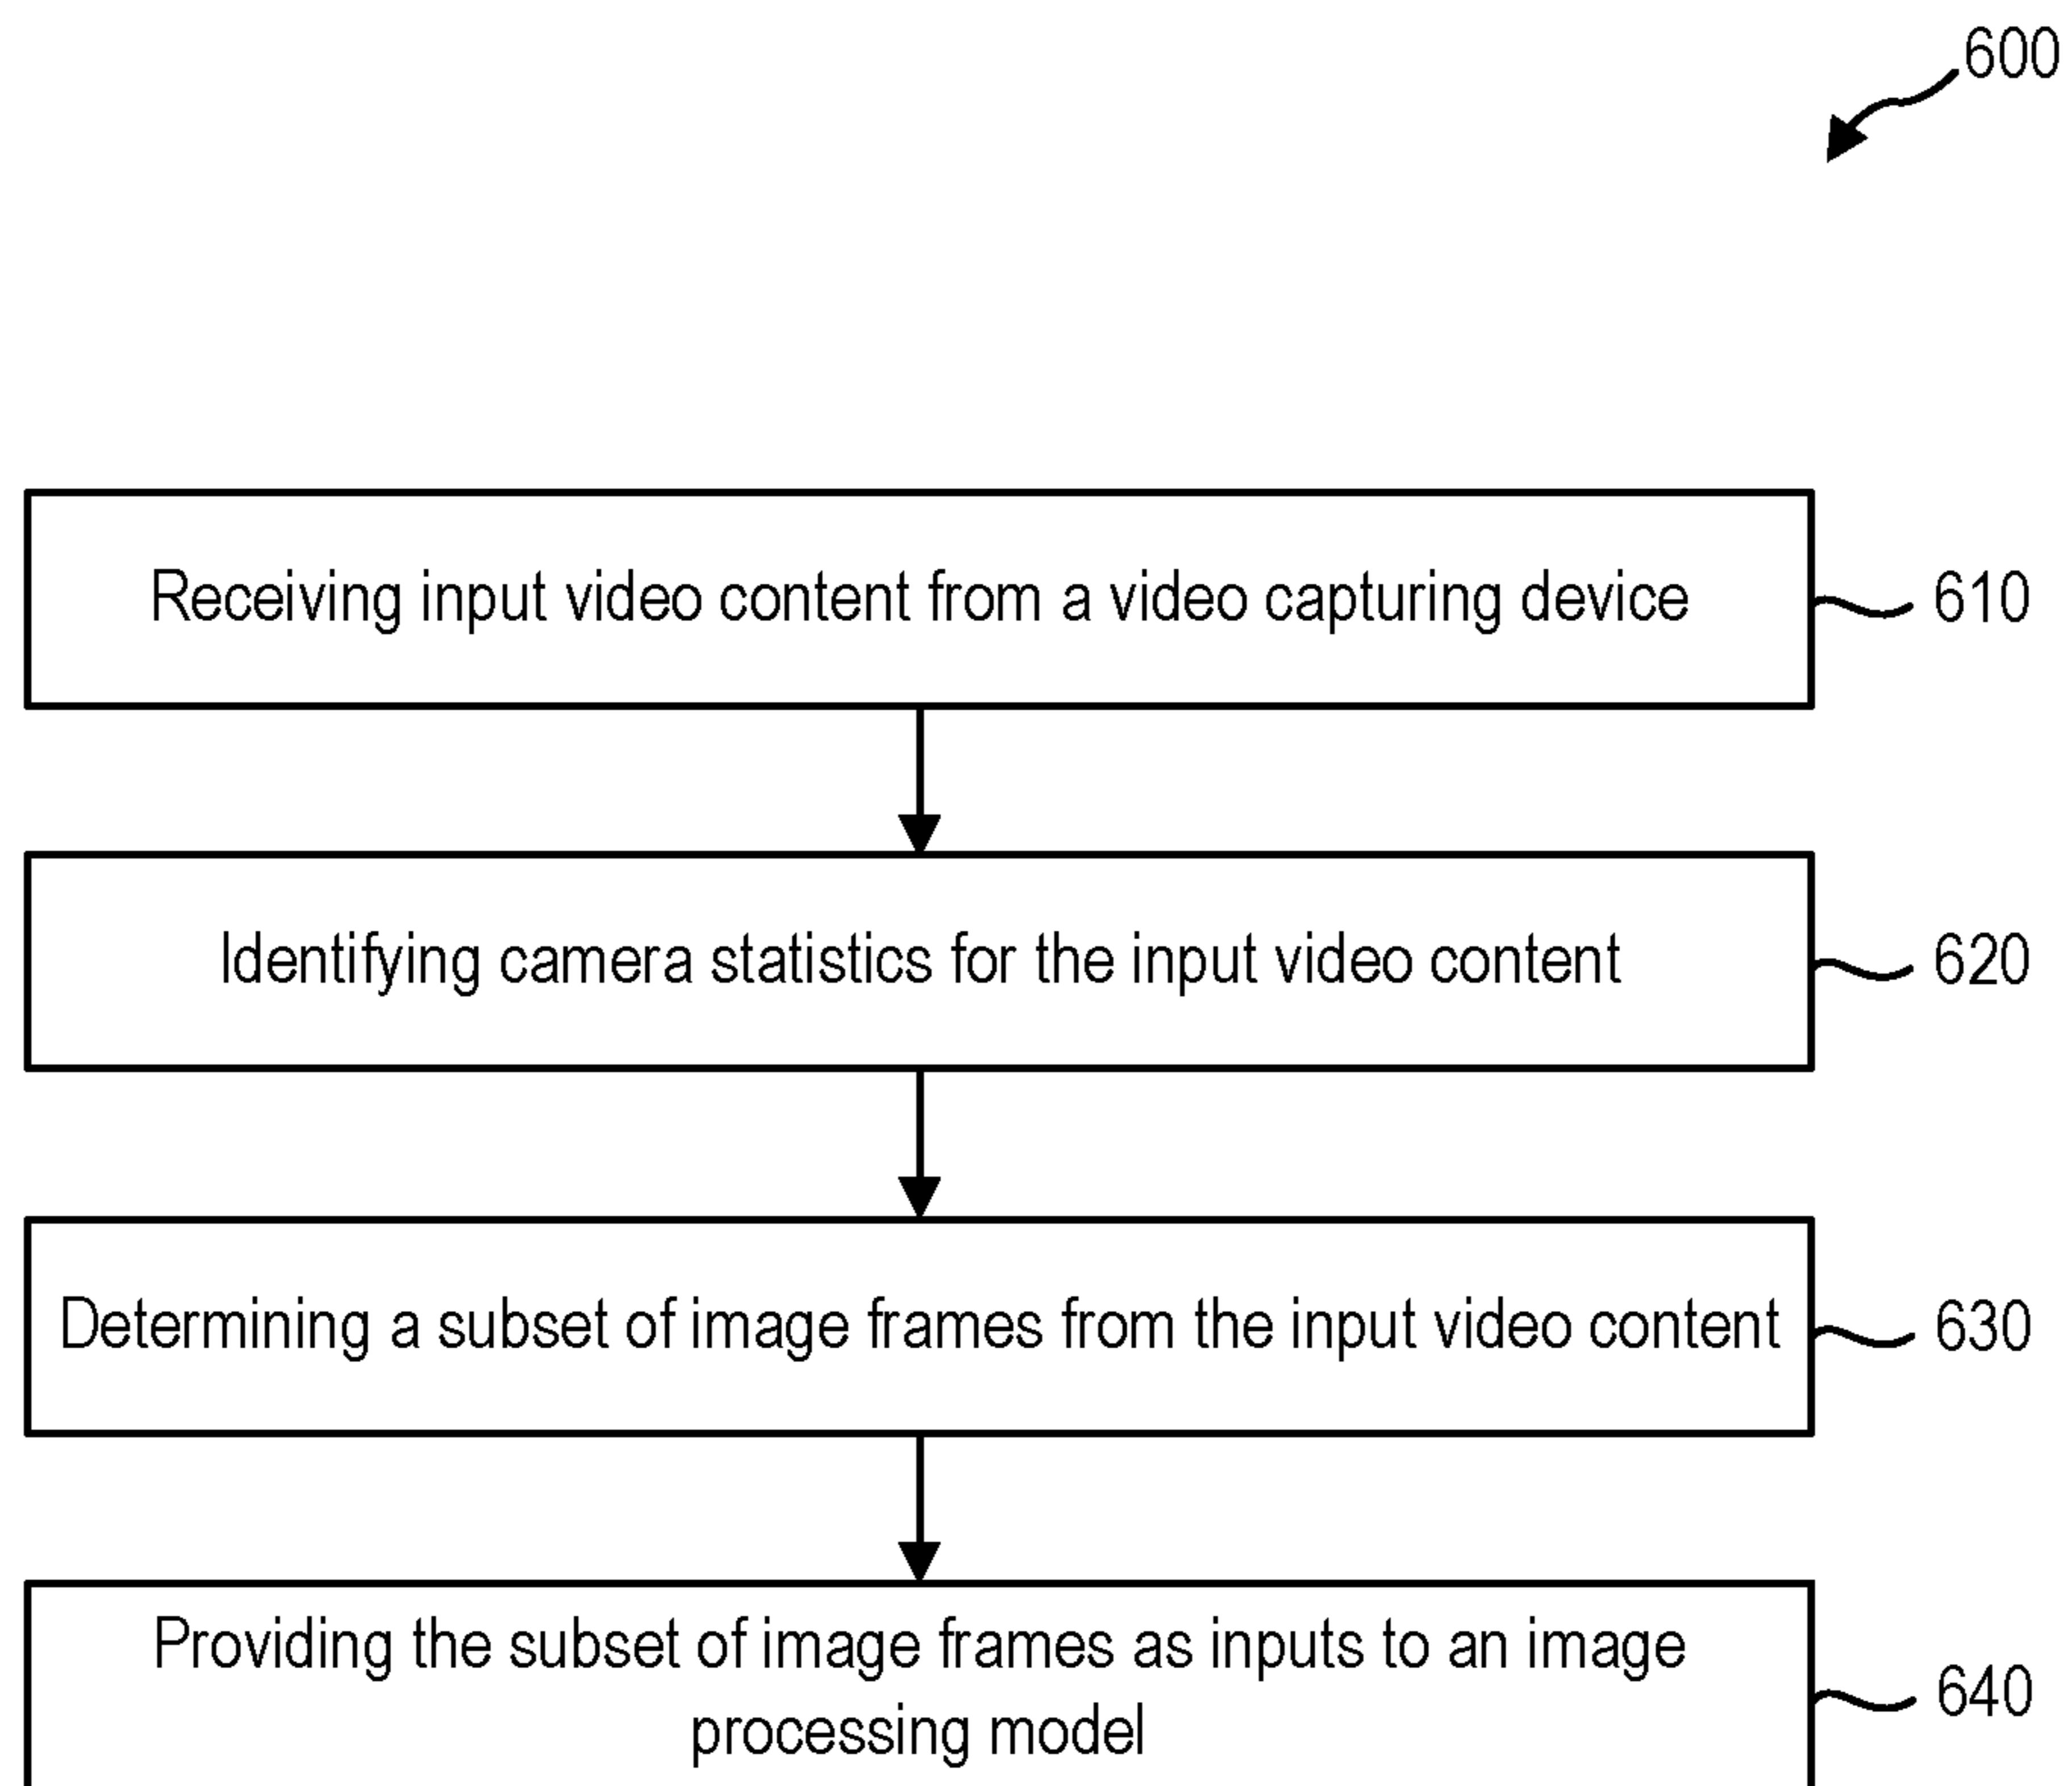 600
Receiving input video content from a video capturing device
610
Identifying camera statistics for the input video content
620
Determining a subset of image frames from the input video content
630
Providing the subset of image frames as inputs to an image
processing model
640